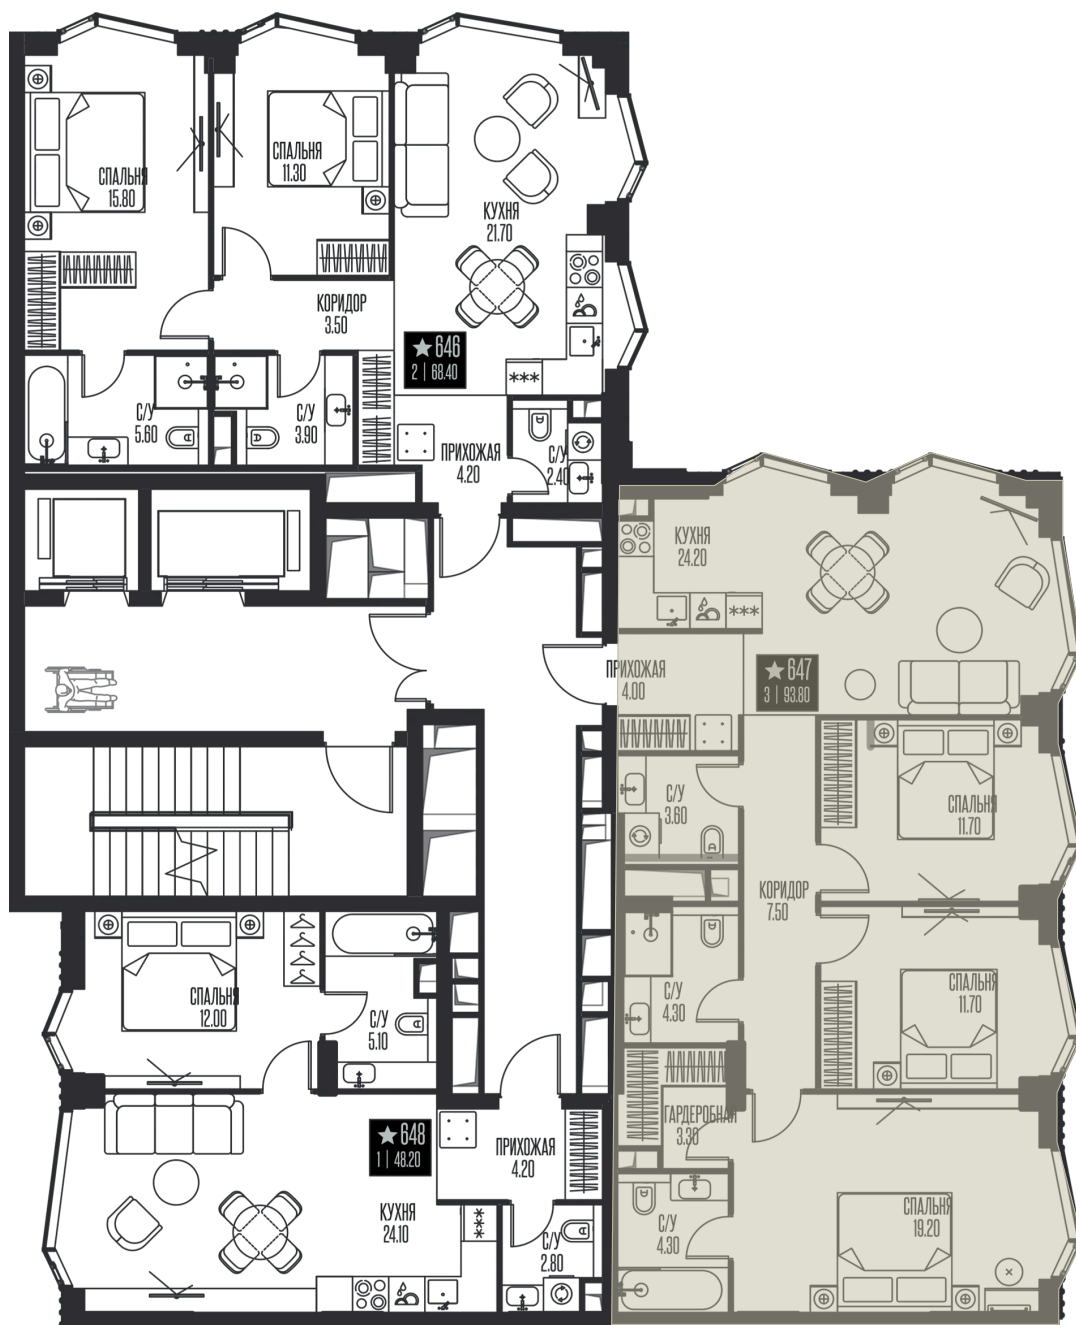 СПАЛЬНЯ
15.80
СПАЛЬНЯ
11.30
КУХНЯ
21.70
КОРИДОР
3.50
★646
2 | 68.40
***
С/У
5.60
С/У
3.90
ПРИХОЖАЯ
4.20
С/У
2.40
КУХНЯ
24.20
***
ПРИХОЖАЯ
4.00
★647
3 | 93.80
С/У
3.60
СПАЛЬНЯ
11.70
КОРИДОР
7.50
С/У
4.30
СПАЛЬНЯ
11.70
ГАРДЕРОБНАЯ
3.30
С/У
4.30
СПАЛЬНЯ
19.20
СПАЛЬНЯ
12.00
С/У
5.10
★648
1 | 48.20
ПРИХОЖАЯ
4.20
КУХНЯ
24.10
***
С/У
2.80